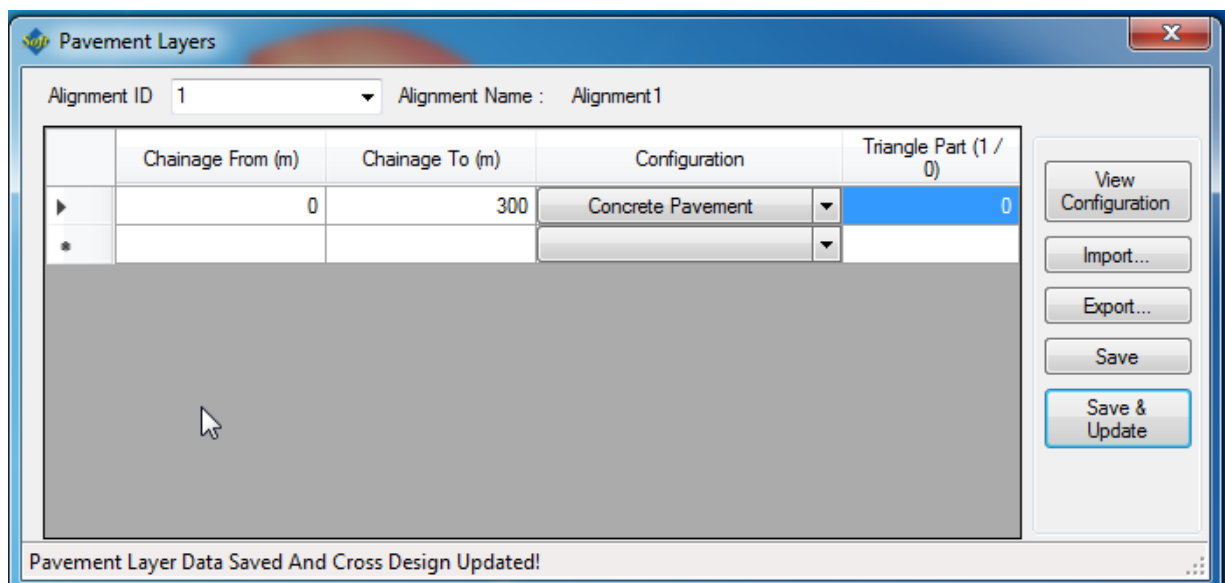 Soft Pavement Layers
Alignment ID 1 Alignment Name : Alignment1
Chainage From (m) Chainage To (m) Configuration Triangle Part (1 /
0)
0 300 Concrete Pavement 0
View
Configuration
Import...
Export...
Save
Save &
Update
Pavement Layer Data Saved And Cross Design Updated!